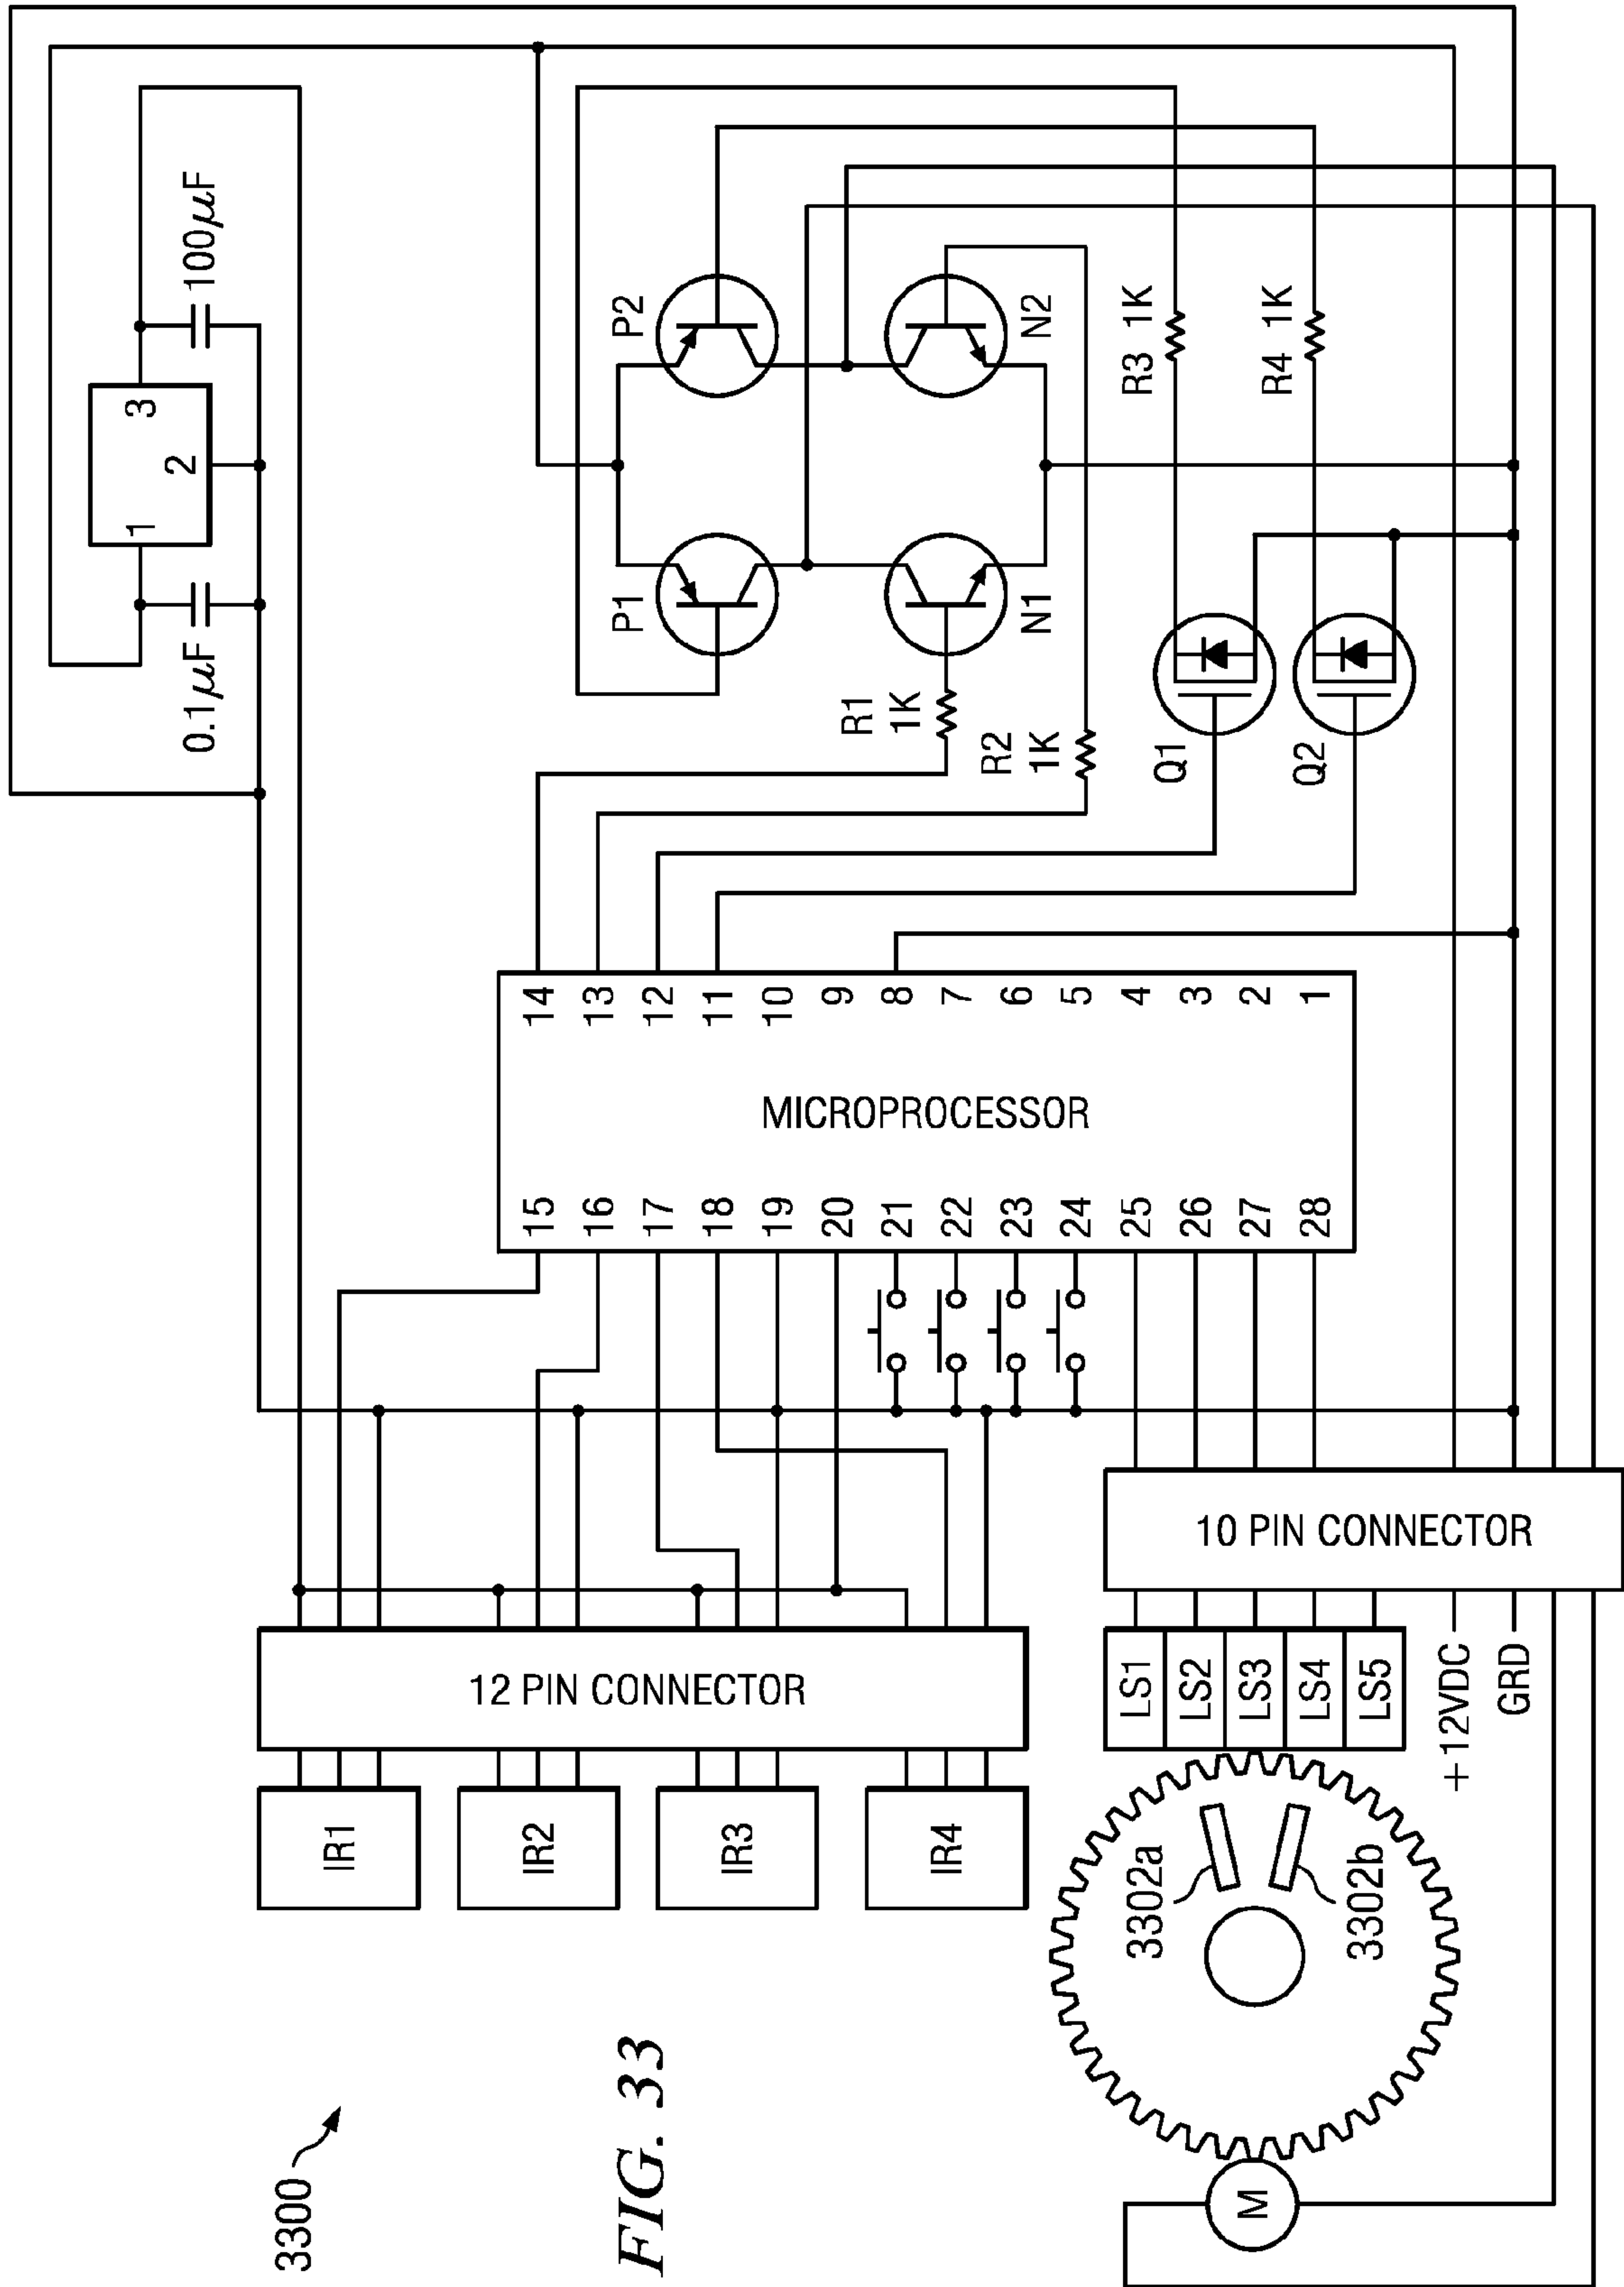 3300
FIG. 33
IR1
IR2
IR3
IR4
12 PIN CONNECTOR
3302a
3302b
M
LS1
LS2
LS3
LS4
LS5
+12VDC
GRD
10 PIN CONNECTOR
15
16
17
18
19
20
21
22
23
24
25
26
27
28
MICROPROCESSOR
14
13
12
11
10
9
8
7
6
5
4
3
2
1
0.1μF
1
2
3
100μF
P1
P2
N1
N2
R1
1K
R2
1K
R3 1K
R4 1K
Q1
Q2